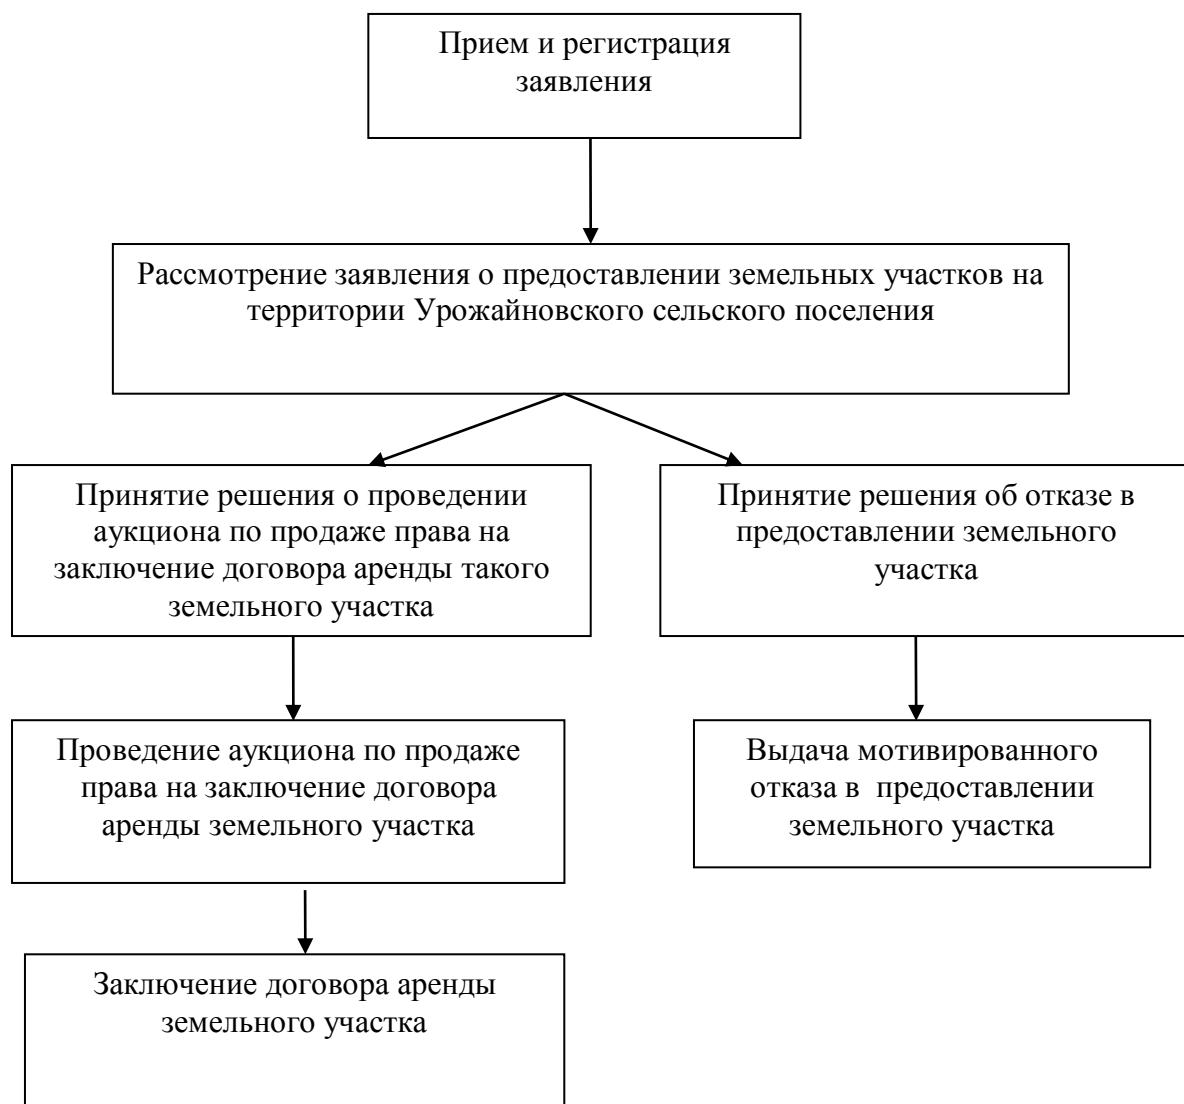 Прием и регистрация
заявления
Рассмотрение заявления о предоставлении земельных участков на
территории Урожайновского сельского поселения
Принятие решения о проведении
аукциона по продаже права на
заключение договора аренды такого
земельного участка
Принятие решения об отказе в
предоставлении земельного
участка
Проведение аукциона по продаже
права на заключение договора
аренды земельного участка
Выдача мотивированного
отказа в  предоставлении
земельного участка
Заключение договора аренды
земельного участка